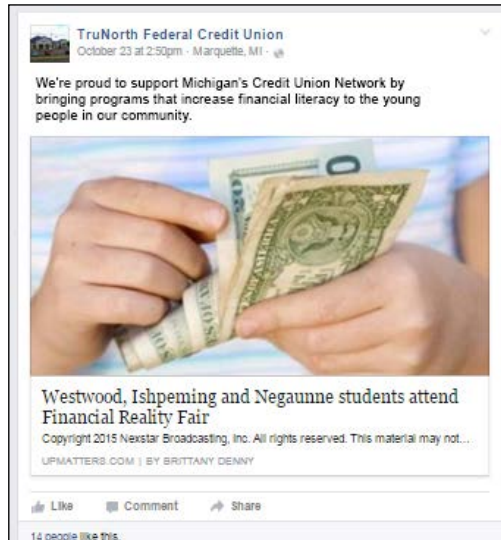 TruNorth Federal Credit Union
October 23 at 2:50pm · Marquette, MI ·
We're proud to support Michigan's Credit Union Network by
bringing programs that increase financial literacy to the young
people in our community.
Westwood, Ishpeming and Negaunne students attend
Financial Reality Fair
Copyright 2015 Nexstar Broadcasting, Inc. All rights reserved. This material may not...
UPMATTERS.COM | BY BRITTANY DENNY
Like Comment Share
14 people like this.